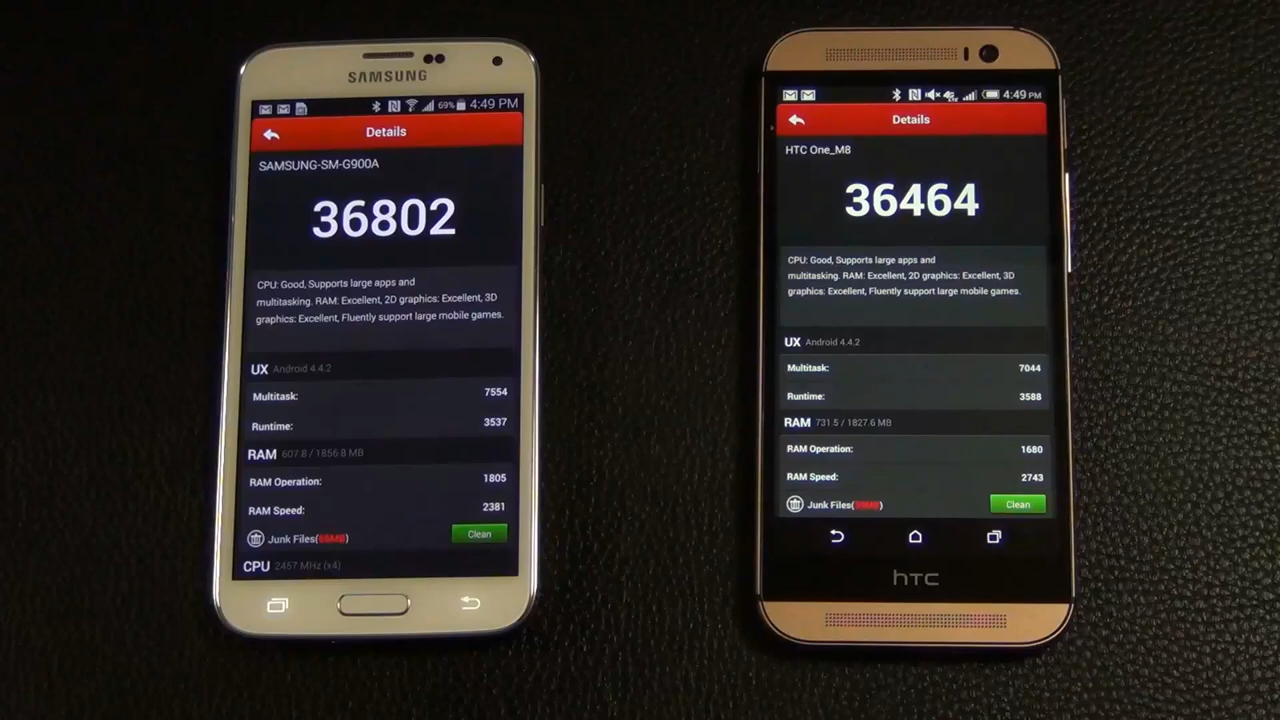 SAMSUNG
69% 4:49 PM
Details
SAMSUNG-SM-G900A
36802
CPU: Good, Supports large apps and
multitasking. RAM: Excellent, 2D graphics: Excellent, 3D
graphics: Excellent, Fluently support large mobile games.
UX Android 4.4.2
Multitask: 7554
Runtime: 3537
RAM 607.8 / 1856.8 MB
RAM Operation: 1805
RAM Speed: 2381
Junk Files( ) Clean
CPU 2457 MHz (x4)
4:49 PM
Details
HTC One_M8
36464
CPU: Good, Supports large apps and
multitasking. RAM: Excellent, 2D graphics: Excellent, 3D
graphics: Excellent, Fluently support large mobile games.
UX Android 4.4.2
Multitask: 7044
Runtime: 3588
RAM 731.5 / 1827.6 MB
RAM Operation: 1680
RAM Speed: 2743
Junk Files( ) Clean
hTC